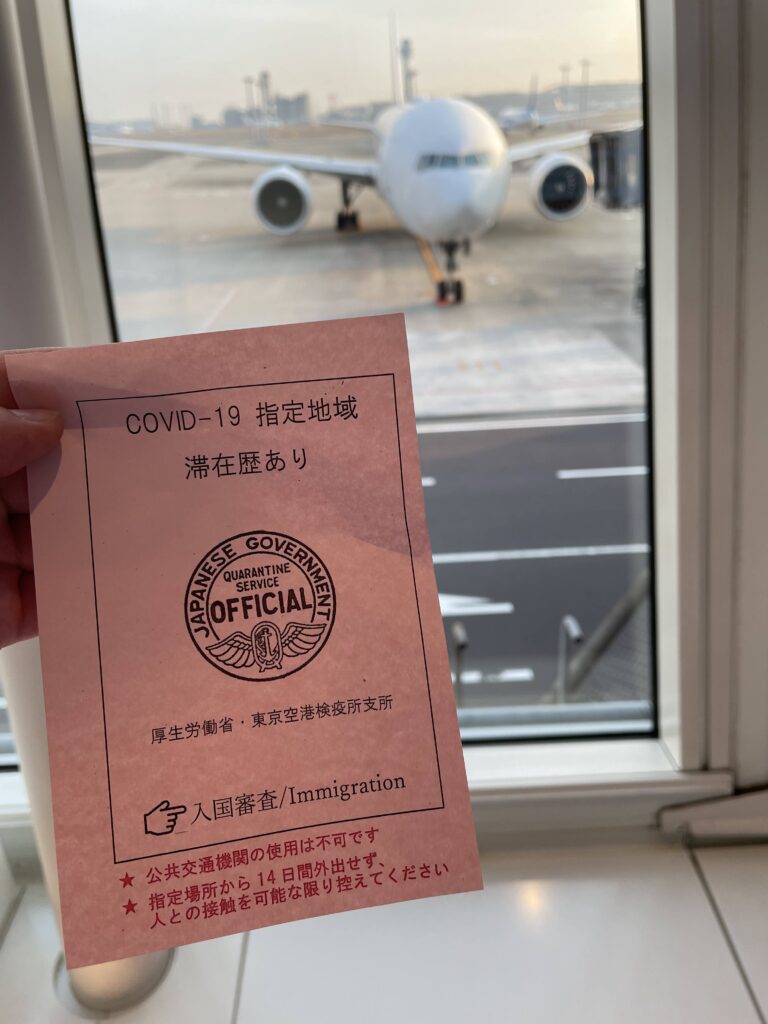 COVID-19 指定地域
滞在歴あり
JAPANESE GOVERNMENT
QUARANTINE
SERVICE
OFFICIAL
厚生労働省・東京空港検疫所支所
入国審査/Immigration
★ 公共交通機関の使用は不可です
★ 指定場所から 14 日間外出せず、
人との接触を可能な限り控えてください